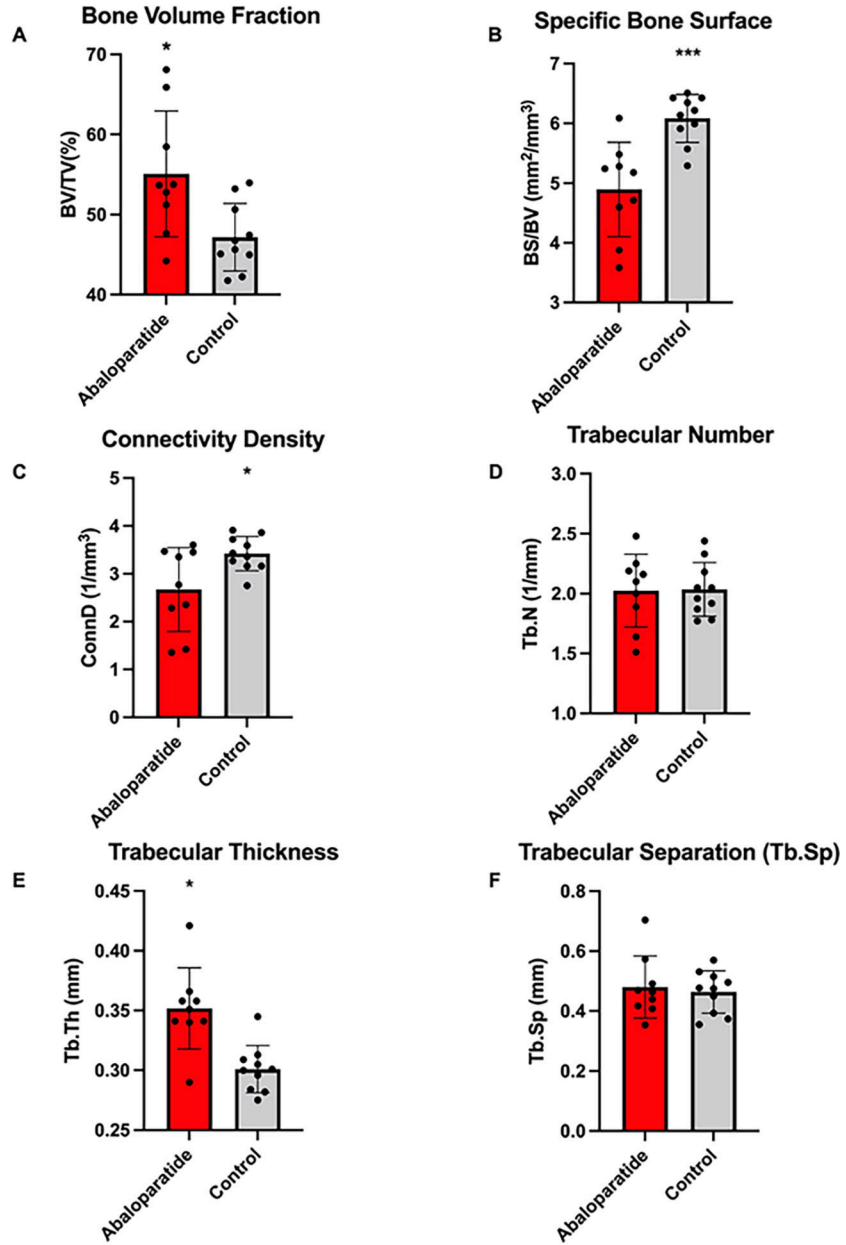 Bone Volume Fraction
A
*
70
60
50
40
BV/TV(%)
Abaloparatide
Control
Specific Bone Surface
B
***
7
6
5
4
3
BS/BV (mm²/mm³)
Abaloparatide
Control
Connectivity Density
C
*
5
4
3
2
1
0
ConnD (1/mm³)
Abaloparatide
Control
Trabecular Number
D
3.0
2.5
2.0
1.5
1.0
Tb.N (1/mm)
Abaloparatide
Control
Trabecular Thickness
E
*
0.45
0.40
0.35
0.30
0.25
Tb.Th (mm)
Abaloparatide
Control
Trabecular Separation (Tb.Sp)
F
0.8
0.6
0.4
0.2
0.0
Tb.Sp (mm)
Abaloparatide
Control